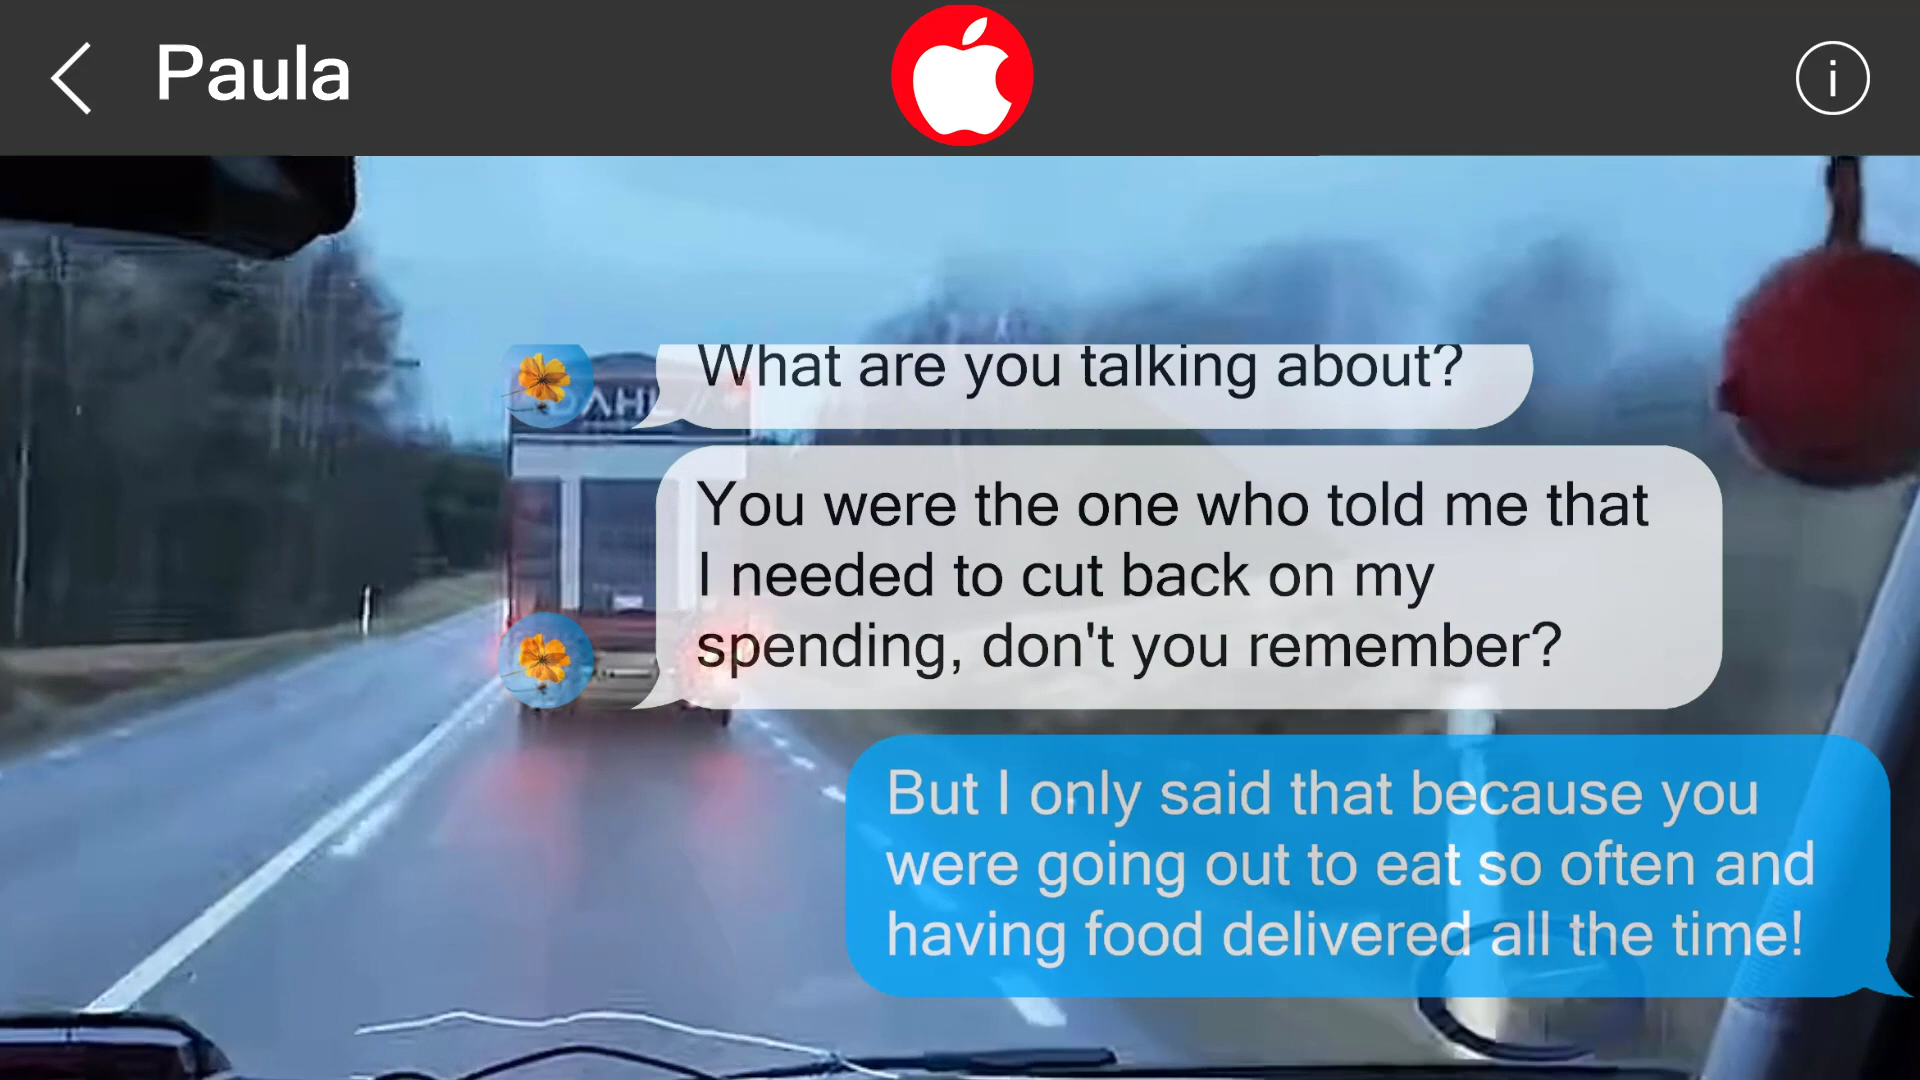 Paula
i
What are you talking about?
DAHL
You were the one who told me that
I needed to cut back on my
spending, don't you remember?
But I only said that because you
were going out to eat so often and
having food delivered all the time!